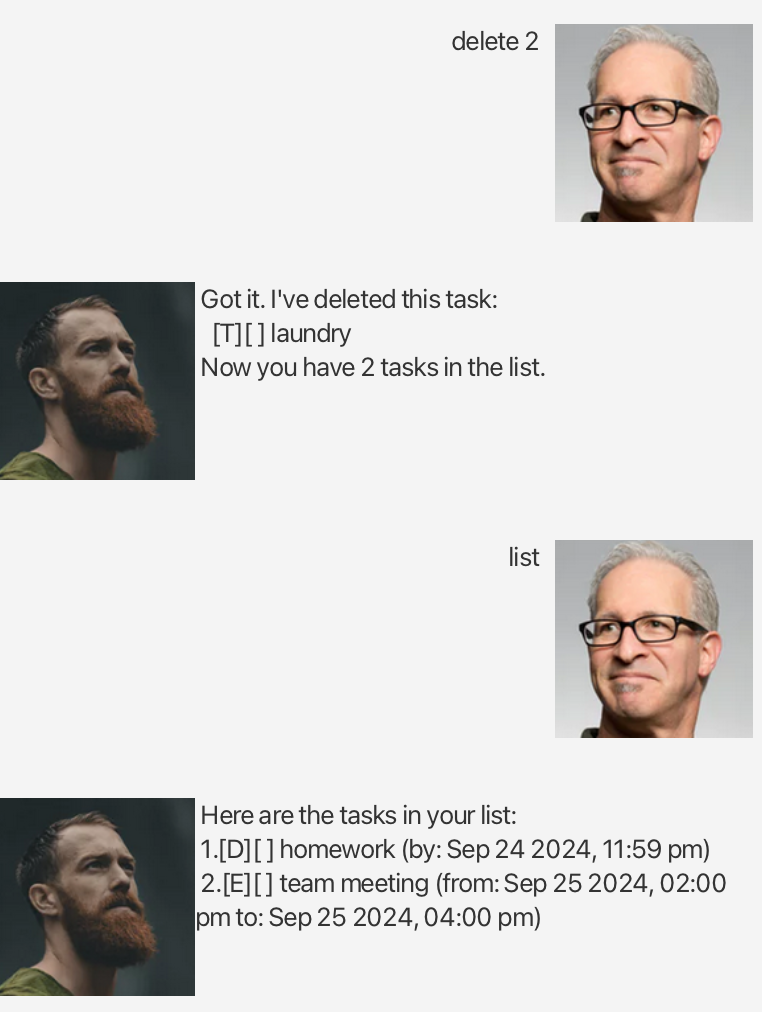 delete 2
Got it. I've deleted this task:
[T][ ] laundry
Now you have 2 tasks in the list.
list
Here are the tasks in your list:
1.[D][ ] homework (by: Sep 24 2024, 11:59 pm)
2.[E][ ] team meeting (from: Sep 25 2024, 02:00
pm to: Sep 25 2024, 04:00 pm)